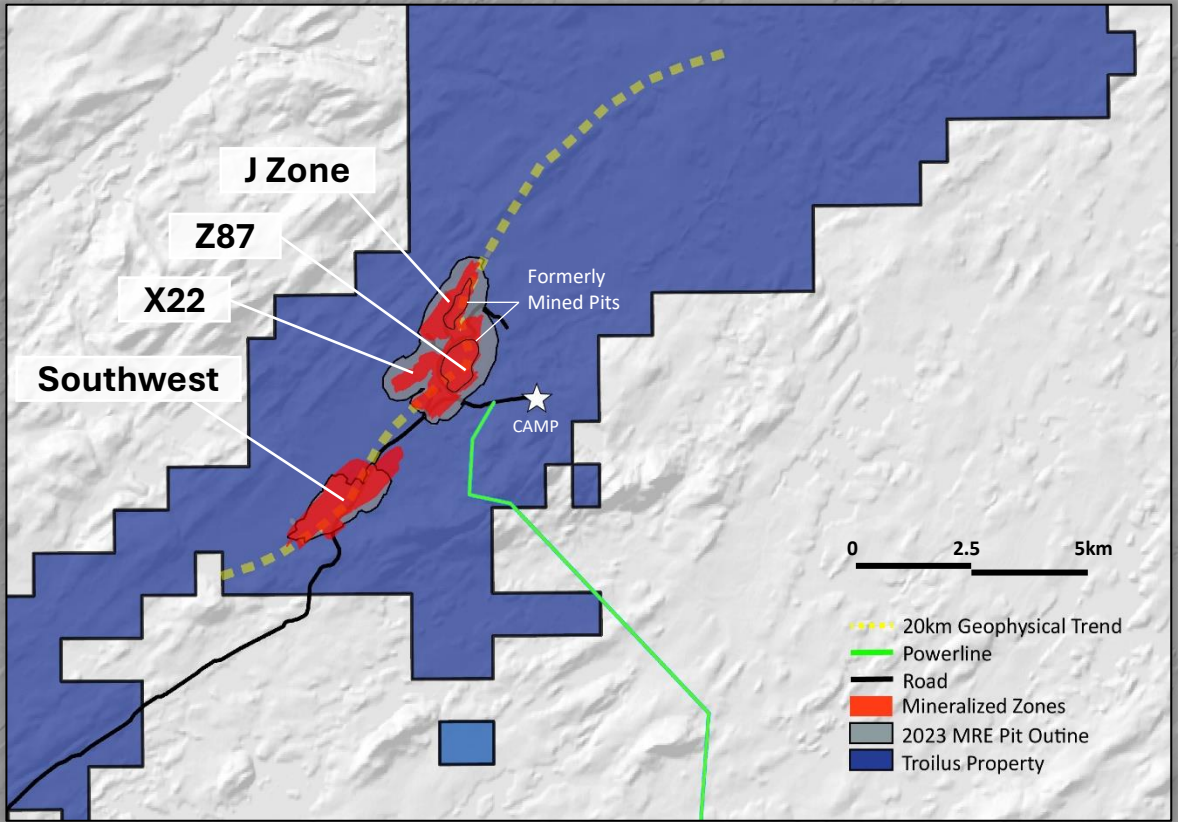 J Zone
Z87
X22
Southwest
Formerly
Mined Pits
CAMP
0 2.5 5km
20km Geophysical Trend
Powerline
Road
Mineralized Zones
2023 MRE Pit Outine
Troilus Property